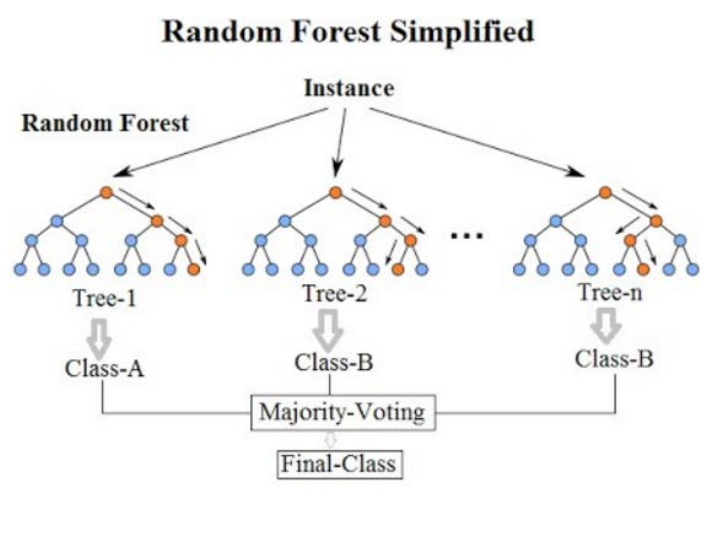 Random Forest Simplified
Instance
Random Forest
...
Tree-1
Tree-2
Tree-n
Class-A
Class-B
Class-B
Majority-Voting
Final-Class